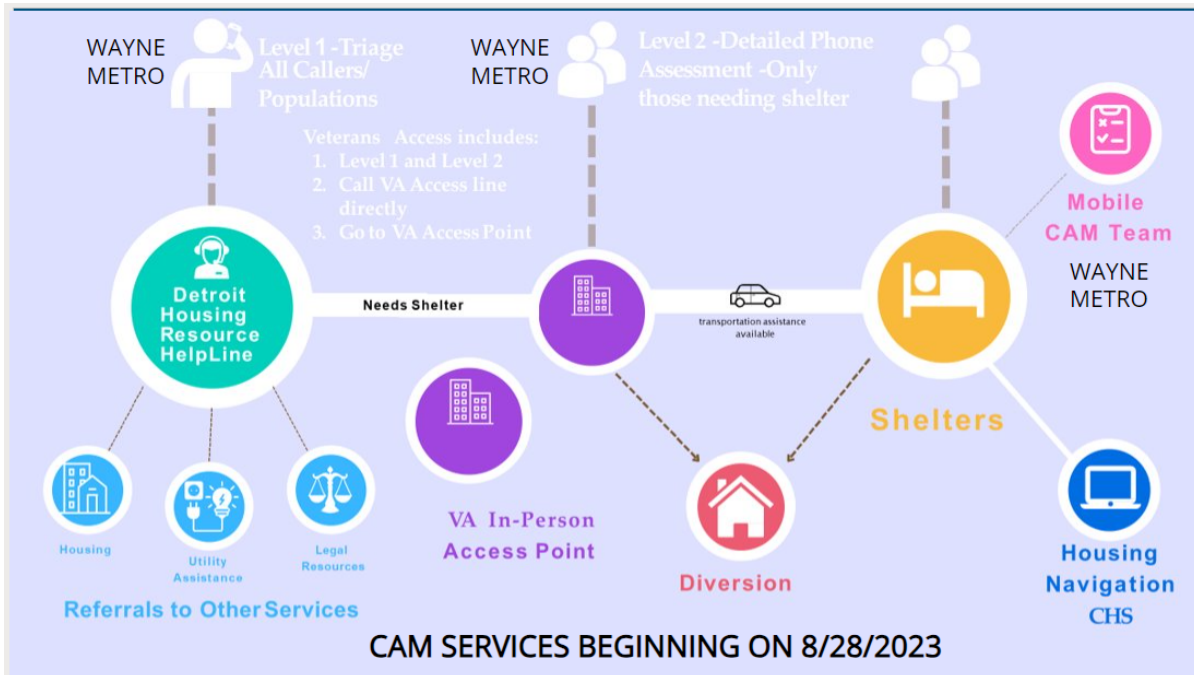 WAYNE
METRO
Level 1 -Triage
All Callers/
Populations
WAYNE
METRO
Level 2 -Detailed Phone
Assessment -Only
those needing shelter
Veterans Access includes:
1. Level 1 and Level 2
2. Call VA Access line
directly
3. Go to VA Access Point
Mobile
CAM Team
WAYNE
METRO
Detroit
Housing
Resource
HelpLine
Needs Shelter
transportation assistance
available
Shelters
Housing
Utility
Assistance
Legal
Resources
Referrals to Other Services
VA In-Person
Access Point
Diversion
Housing
Navigation
CHS
CAM SERVICES BEGINNING ON 8/28/2023